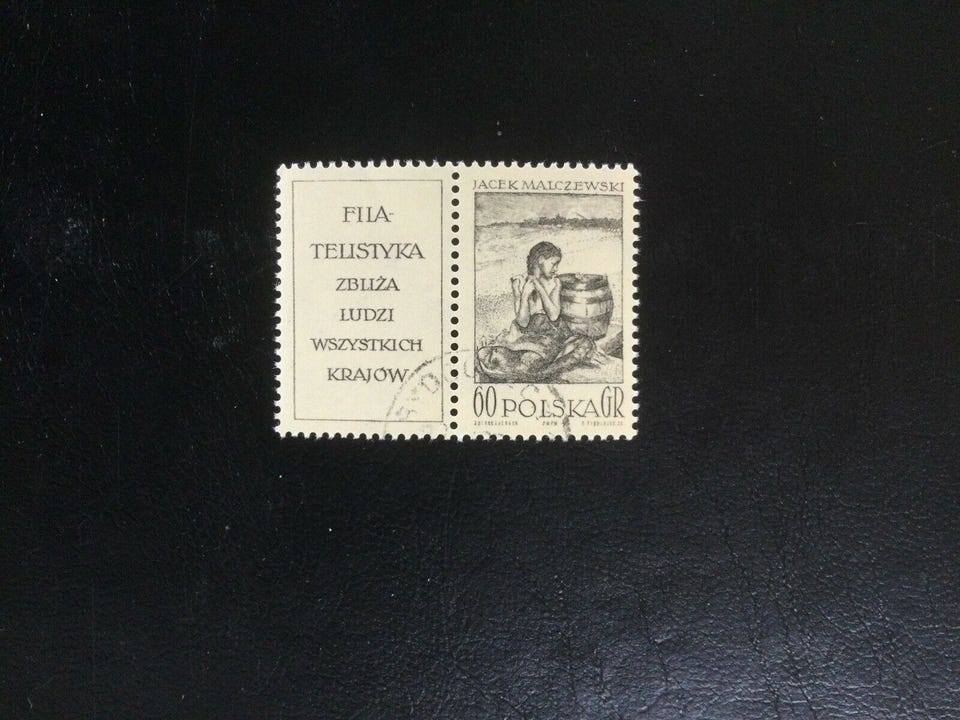 FILA-
TELISTYKA
ZBLIŻA
LUDZI
WSZYSTKICH
KRAJÓW
JACEK MALCZEWSKI
60 POLSKA GR